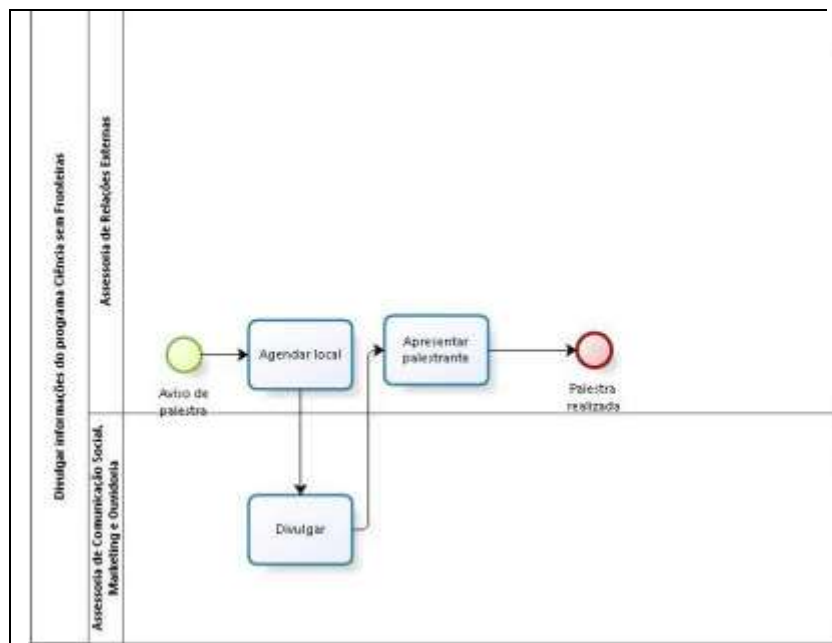 Divulgar informações do programa Ciência sem Fronteiras
Assessoria de Relações Externas
Aviso de
palestra
Agendar local
Apresentar
palestrante
Palestra
realizada
Assessoria de Comunicação Social,
Marketing e Ouvidoria
Divulgar